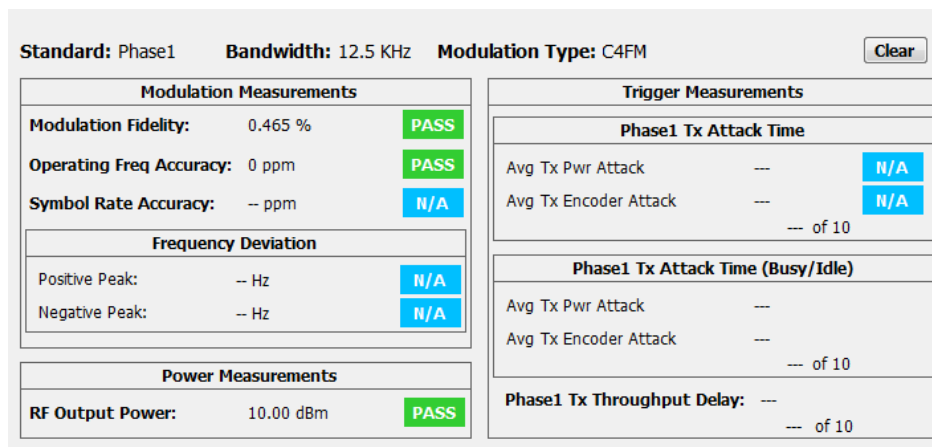 Standard: Phase1 Bandwidth: 12.5 KHz Modulation Type: C4FM Clear
Modulation Measurements
Modulation Fidelity: 0.465 % PASS
Operating Freq Accuracy: 0 ppm PASS
Symbol Rate Accuracy: -- ppm N/A
Frequency Deviation
Positive Peak: -- Hz N/A
Negative Peak: -- Hz N/A
Power Measurements
RF Output Power: 10.00 dBm PASS
Trigger Measurements
Phase1 Tx Attack Time
Avg Tx Pwr Attack --- N/A
Avg Tx Encoder Attack --- N/A
--- of 10
Phase1 Tx Attack Time (Busy/Idle)
Avg Tx Pwr Attack ---
Avg Tx Encoder Attack ---
--- of 10
Phase1 Tx Throughput Delay: ---
--- of 10